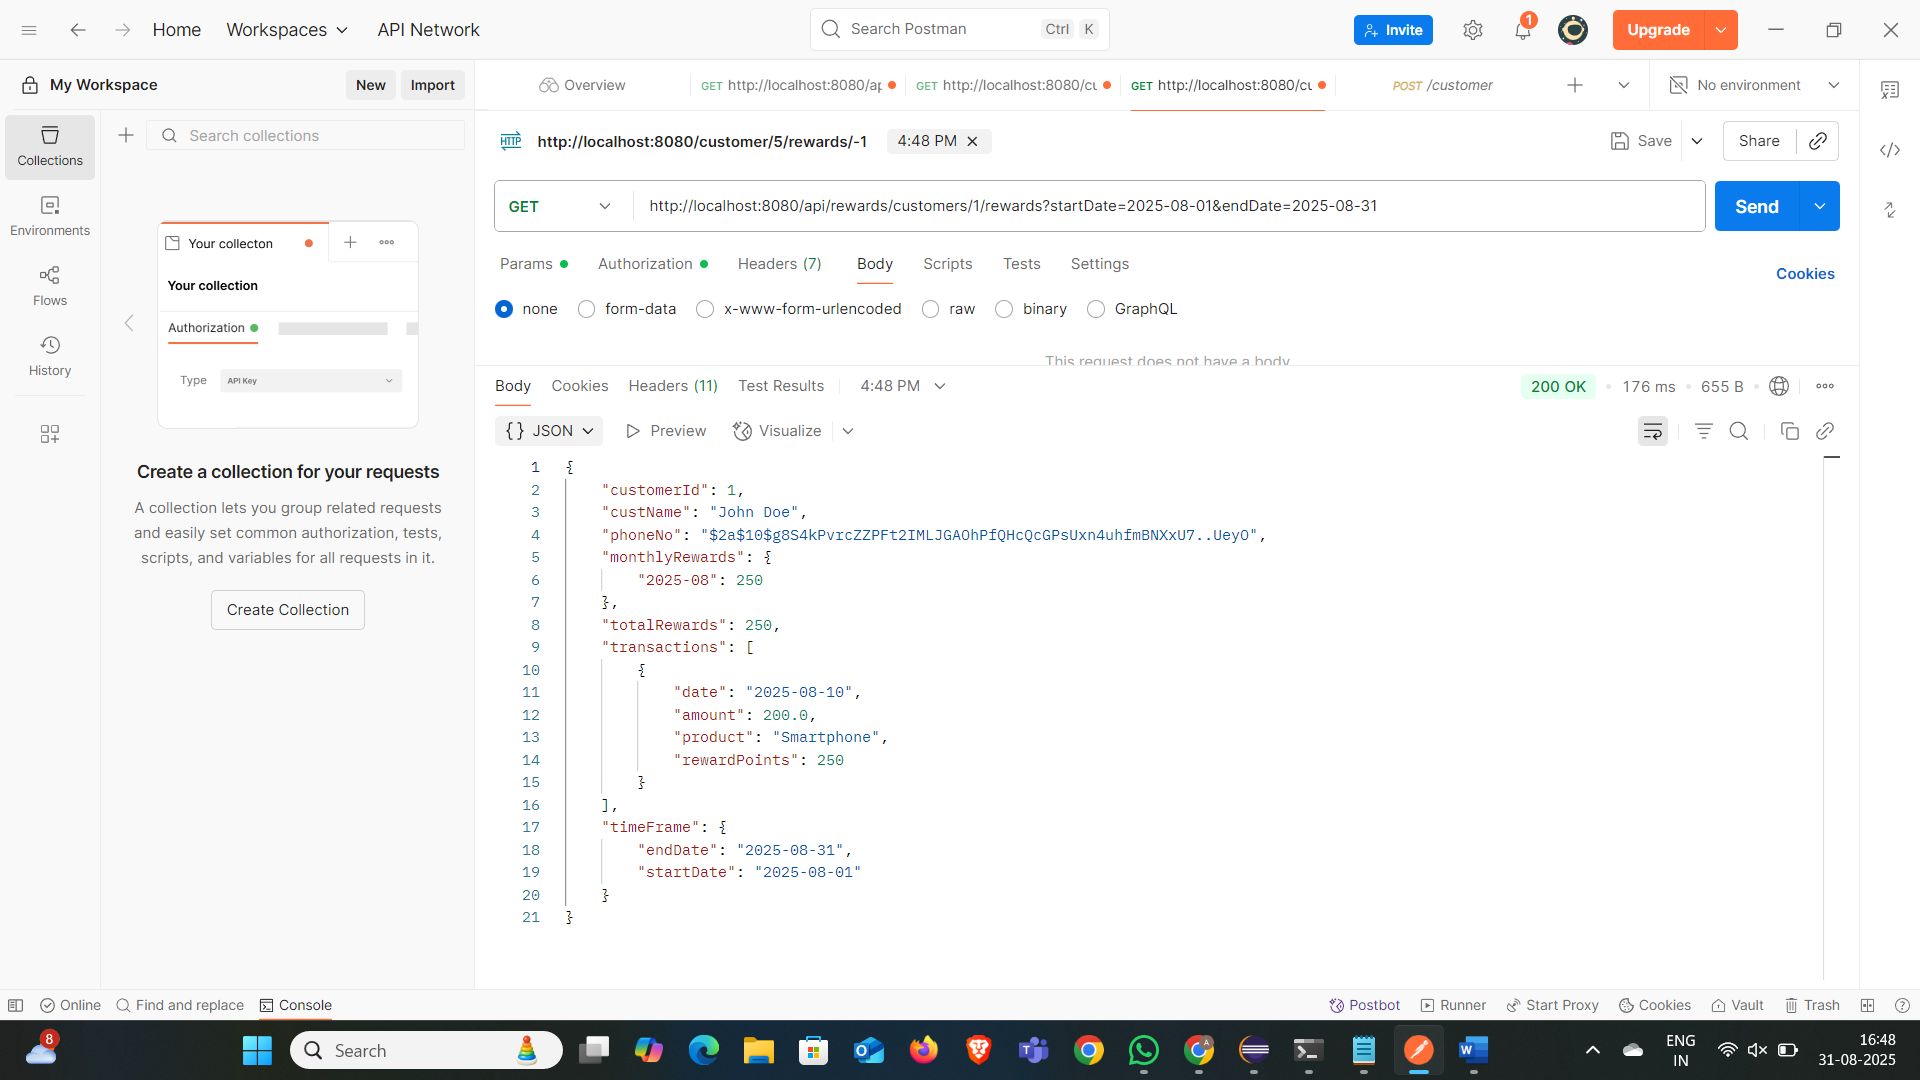 Home
Workspaces
API Network
Search Postman
Ctrl K
Invite
1
Upgrade
My Workspace
New
Import
Overview
GET http://localhost:8080/ap
GET http://localhost:8080/cu
GET http://localhost:8080/cu
POST /customer
No environment
Collections
Environments
Flows
History
Search collections
Your collecton
Your collection
Authorization
Type
API Key
Create a collection for your requests
A collection lets you group related requests
and easily set common authorization, tests,
scripts, and variables for all requests in it.
Create Collection
HTTP
http://localhost:8080/customer/5/rewards/-1
4:48 PM
Save
Share
GET
http://localhost:8080/api/rewards/customers/1/rewards?startDate=2025-08-01&endDate=2025-08-31
Send
Params
Authorization
Headers (7)
Body
Scripts
Tests
Settings
Cookies
none
form-data
x-www-form-urlencoded
raw
binary
GraphQL
This request does not have a body
Body
Cookies
Headers (11)
Test Results
4:48 PM
200 OK
176 ms
655 B
{} JSON
Preview
Visualize
1 {
2 "customerId": 1,
3 "custName": "John Doe",
4 "phoneNo": "$2a$10$g8S4kPvrcZZPFt2IMLJGAOhPfQHcQcGPsUxn4uhfmBNXxU7..UeyO",
5 "monthlyRewards": {
6 "2025-08": 250
7 },
8 "totalRewards": 250,
9 "transactions": [
10 {
11 "date": "2025-08-10",
12 "amount": 200.0,
13 "product": "Smartphone",
14 "rewardPoints": 250
15 }
16 ],
17 "timeFrame": {
18 "endDate": "2025-08-31",
19 "startDate": "2025-08-01"
20 }
21 }
Online
Find and replace
Console
Postbot
Runner
Start Proxy
Cookies
Vault
Trash
8
Search
ENG
IN
16:48
31-08-2025